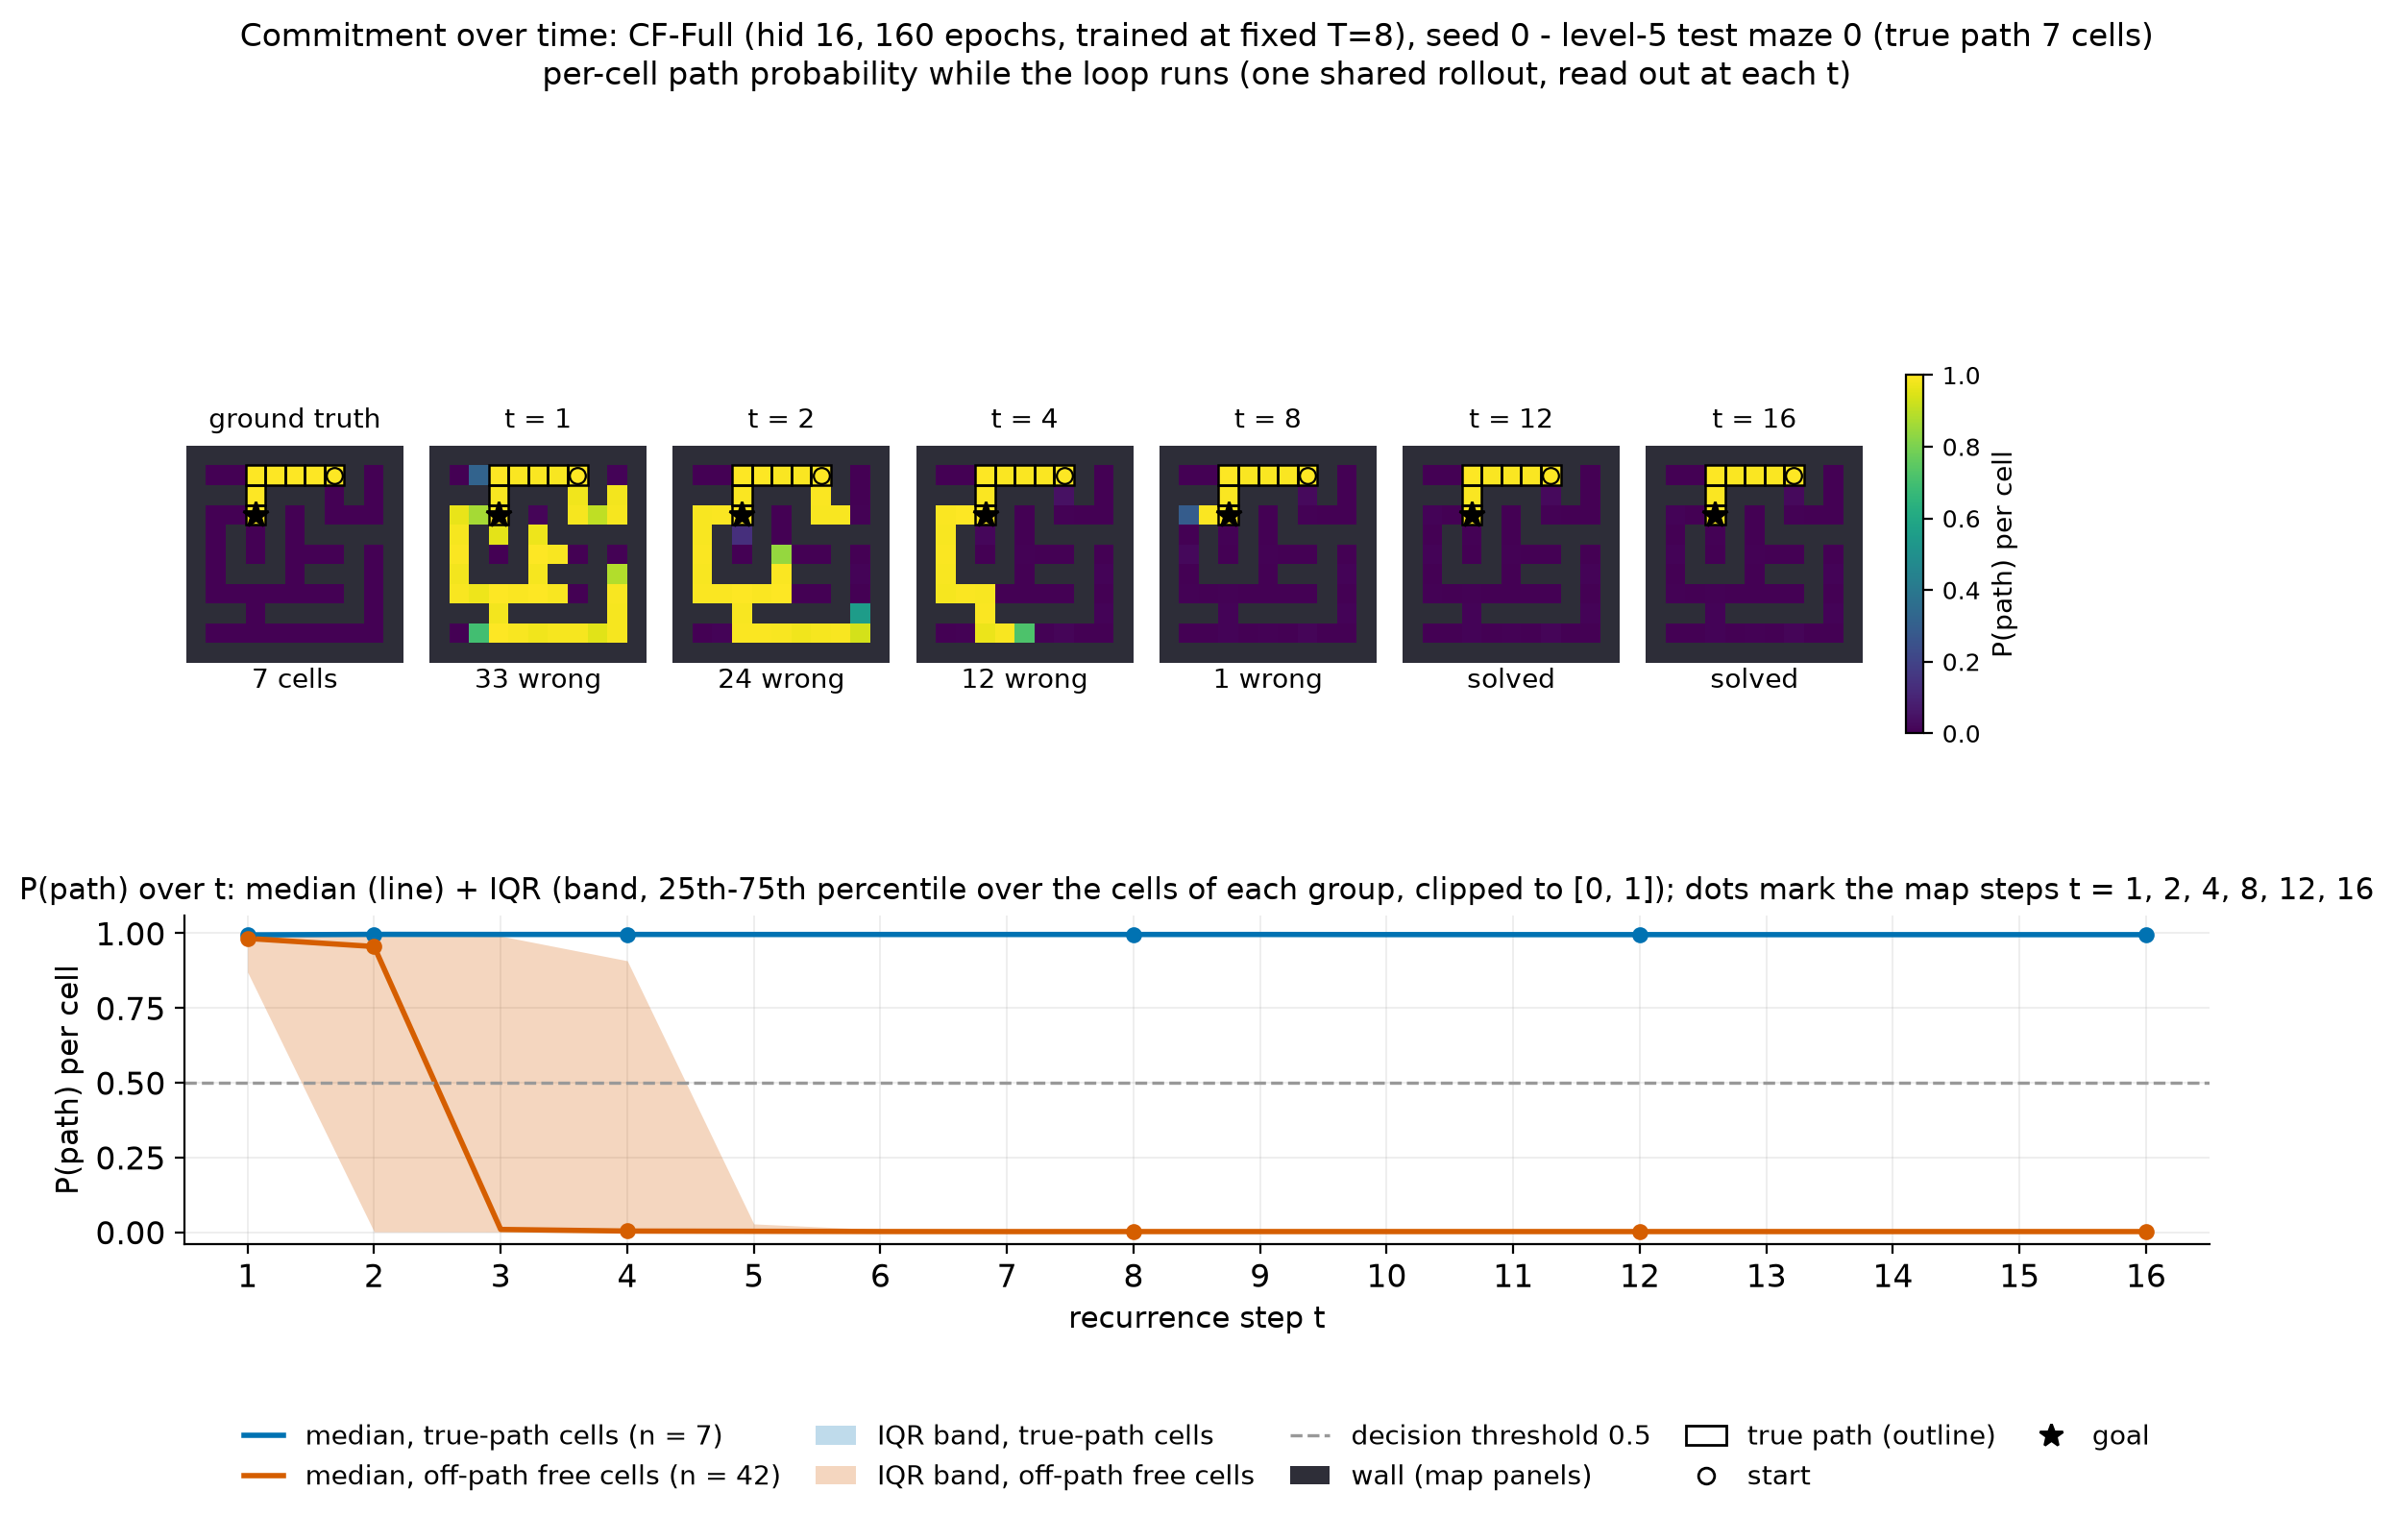 Commitment over time: CF-Full (hid 16, 160 epochs, trained at fixed T=8), seed 0 - level-5 test maze 0 (true path 7 cells)
per-cell path probability while the loop runs (one shared rollout, read out at each t)
ground truth
t = 1
t = 2
t = 4
t = 8
t = 12
t = 16
7 cells
33 wrong
24 wrong
12 wrong
1 wrong
solved
solved
1.0
0.8
0.6
0.4
0.2
0.0
P(path) per cell
P(path) over t: median (line) + IQR (band, 25th-75th percentile over the cells of each group, clipped to [0, 1]); dots mark the map steps t = 1, 2, 4, 8, 12, 16
P(path) per cell
1.00
0.75
0.50
0.25
0.00
1 2 3 4 5 6 7 8 9 10 11 12 13 14 15 16
recurrence step t
median, true-path cells (n = 7)
median, off-path free cells (n = 42)
IQR band, true-path cells
IQR band, off-path free cells
decision threshold 0.5
wall (map panels)
true path (outline)
start
goal